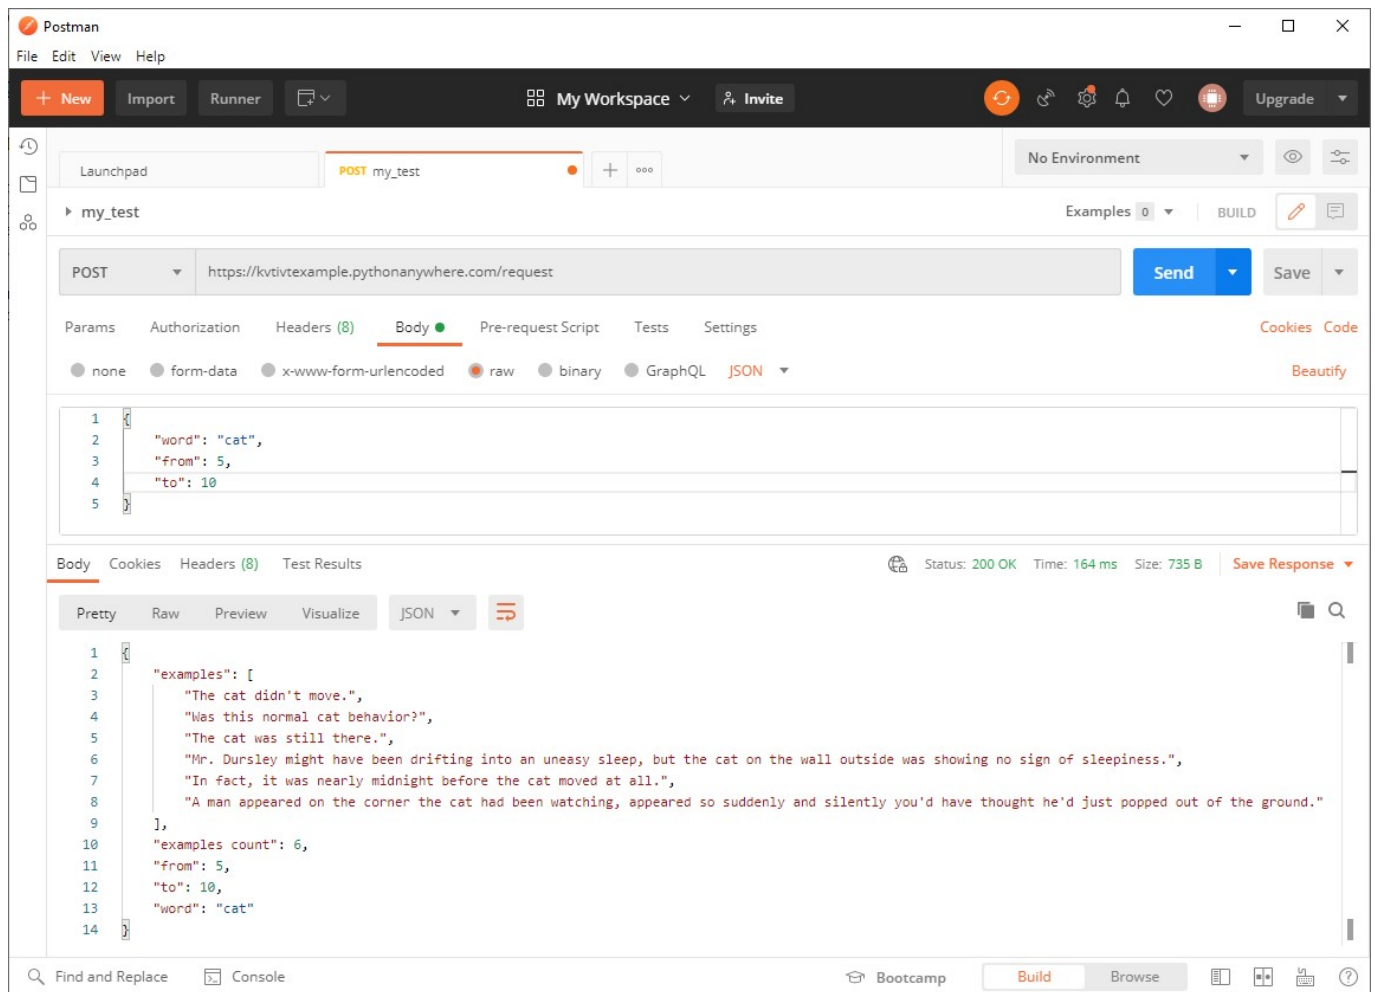 Postman
File Edit View Help
+ New Import Runner My Workspace Invite Upgrade
Launchpad POST my_test + ooo No Environment
my_test Examples 0 BUILD
POST https://kvtivtexample.pythonanywhere.com/request Send Save
Params Authorization Headers (8) Body Pre-request Script Tests Settings Cookies Code
none form-data x-www-form-urlencoded raw binary GraphQL JSON Beautify
1 {
2 "word": "cat",
3 "from": 5,
4 "to": 10
5 }
Body Cookies Headers (8) Test Results Status: 200 OK Time: 164 ms Size: 735 B Save Response
Pretty Raw Preview Visualize JSON
1 {
2 "examples": [
3 "The cat didn't move.",
4 "Was this normal cat behavior?",
5 "The cat was still there.",
6 "Mr. Dursley might have been drifting into an uneasy sleep, but the cat on the wall outside was showing no sign of sleepiness.",
7 "In fact, it was nearly midnight before the cat moved at all.",
8 "A man appeared on the corner the cat had been watching, appeared so suddenly and silently you'd have thought he'd just popped out of the ground."
9 ],
10 "examples count": 6,
11 "from": 5,
12 "to": 10,
13 "word": "cat"
14 }
Find and Replace Console Bootcamp Build Browse ?